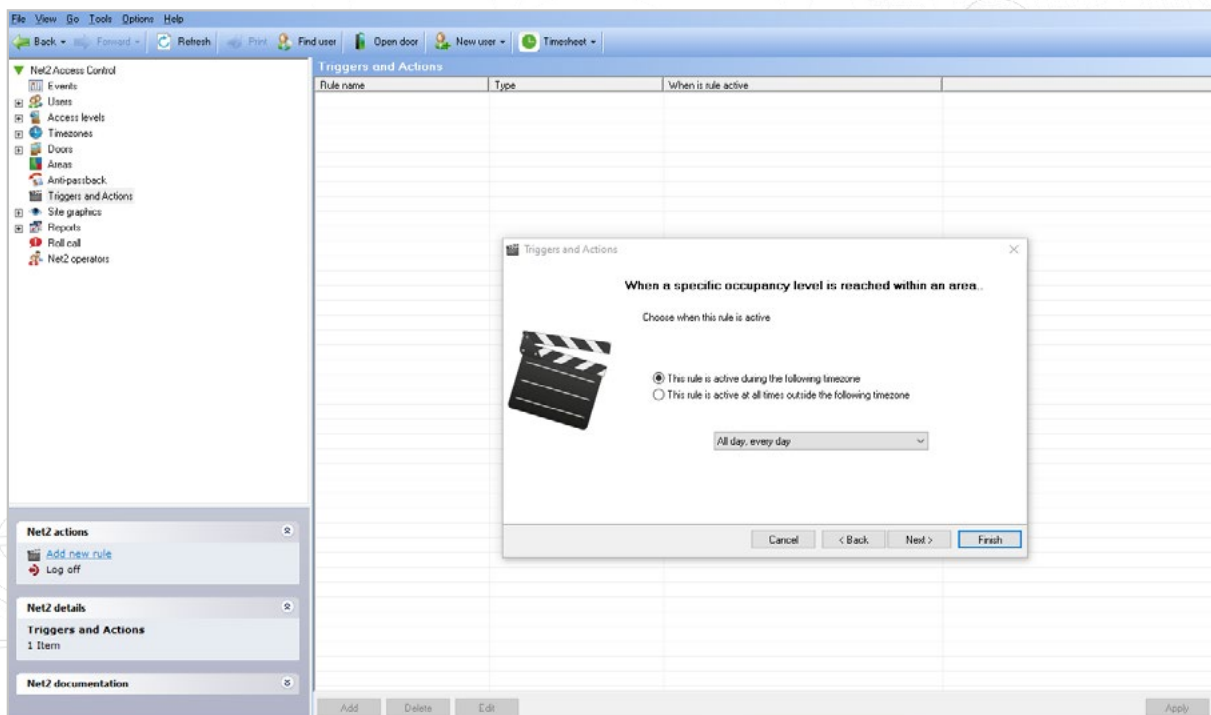 File View Go Tools Options Help
Back Forward Refresh Print Find user Open door New user Timesheet
Net2 Access Control
Events
Users
Access levels
Timezones
Doors
Areas
Anti-passback
Triggers and Actions
Site graphics
Reports
Roll call
Net2 operators
Net2 actions
Add new rule
Log off
Net2 details
Triggers and Actions
1 Item
Net2 documentation
Triggers and Actions
Rule name Type When is rule active
Triggers and Actions
When a specific occupancy level is reached within an area..
Choose when this rule is active
This rule is active during the following timezone
This rule is active at all times outside the following timezone
All day, every day
Cancel < Back Next > Finish
Add Delete Edit Apply